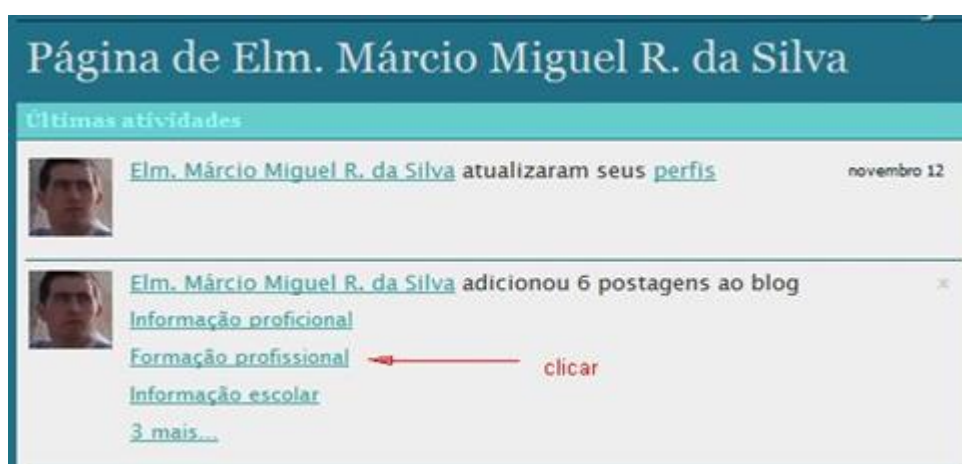 Página de Elm. Márcio Miguel R. da Silva
Últimas atividades
Elm. Márcio Miguel R. da Silva atualizaram seus perfis novembro 12
Elm. Márcio Miguel R. da Silva adicionou 6 postagens ao blog x
Informação proficional
Formação profissional clicar
Informação escolar
3 mais...